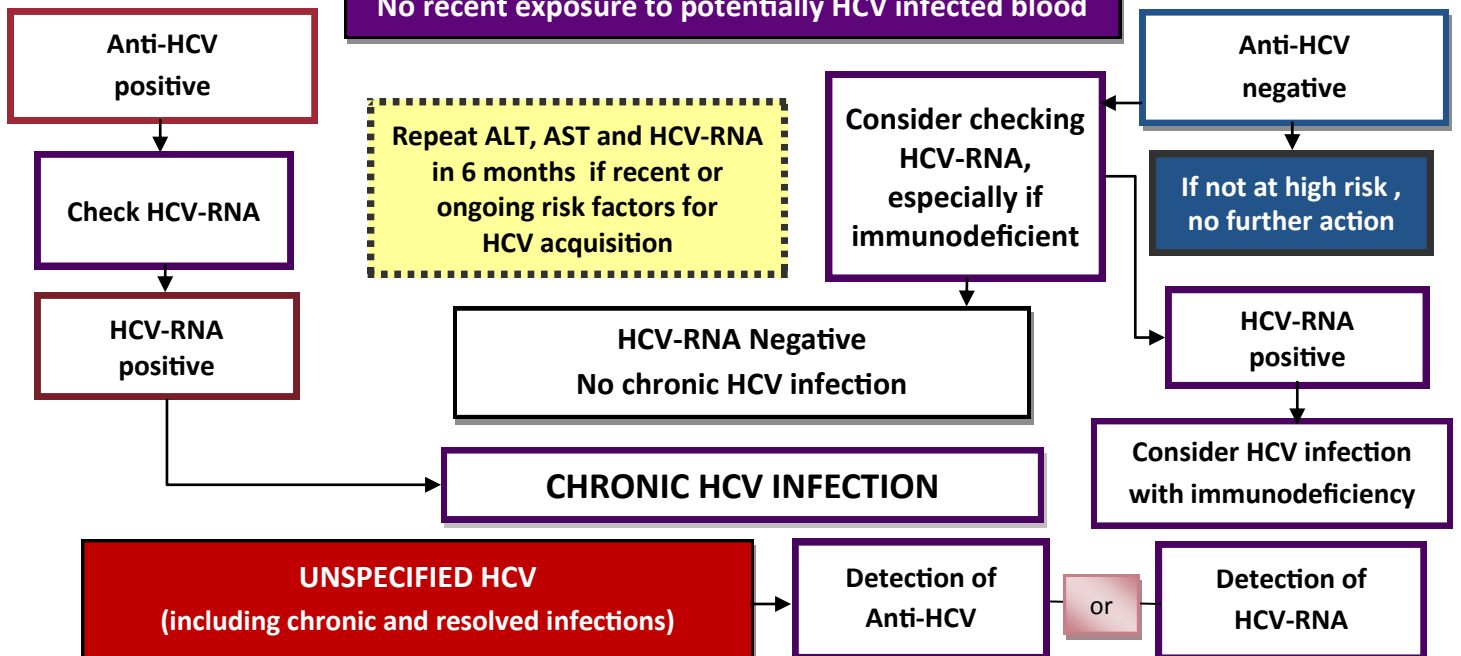 No recent exposure to potentially HCV infected blood
Anti-HCV
positive
Anti-HCV
negative
Repeat ALT, AST and HCV-RNA
in 6 months if recent or
ongoing risk factors for
HCV acquisition
Consider checking
HCV-RNA,
especially if
immunodeficient
Check HCV-RNA
If not at high risk ,
no further action
HCV-RNA
positive
HCV-RNA Negative
No chronic HCV infection
HCV-RNA
positive
CHRONIC HCV INFECTION
Consider HCV infection
with immunodeficiency
UNSPECIFIED HCV
(including chronic and resolved infections)
Detection of
Anti-HCV
or
Detection of
HCV-RNA